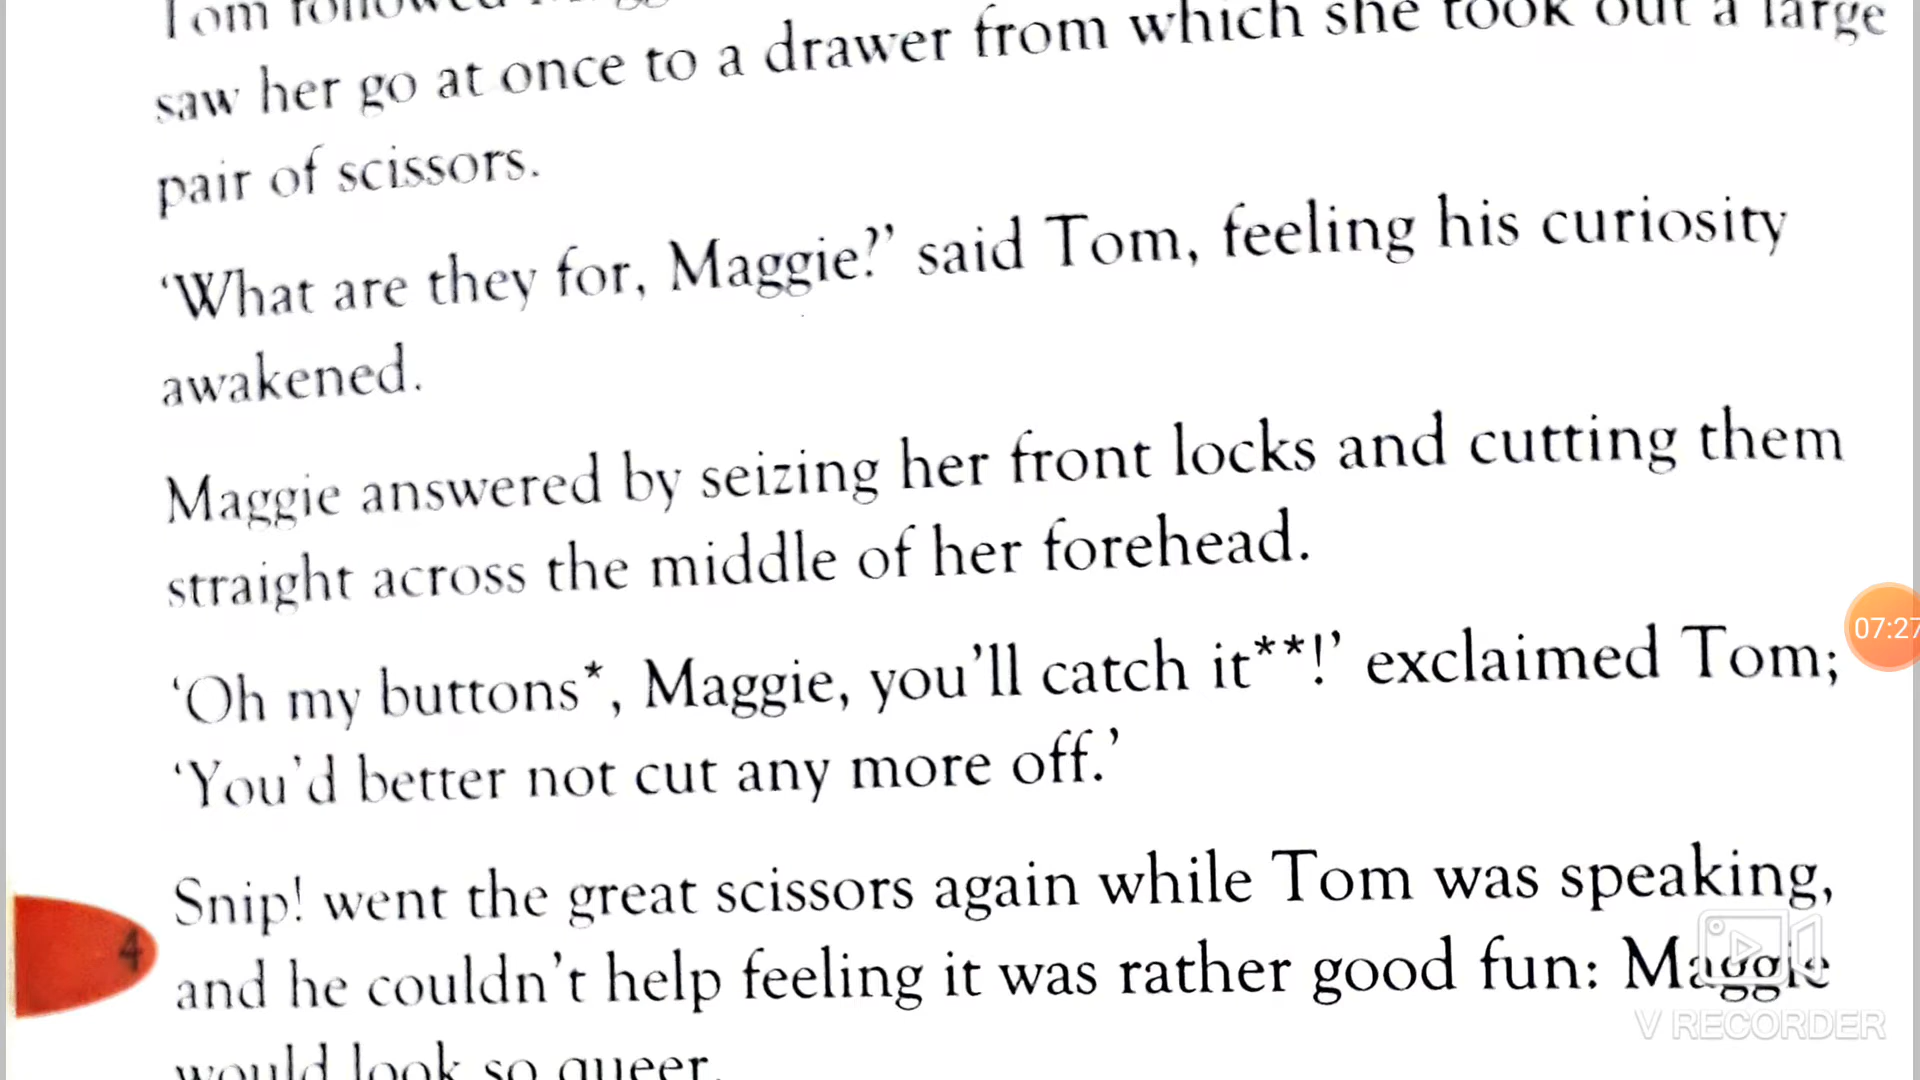 Tom followed
saw her go at once to a drawer from which she took out a large
pair of scissors.
‘What are they for, Maggie?’ said Tom, feeling his curiosity
awakened.
Maggie answered by seizing her front locks and cutting them
straight across the middle of her forehead.
‘Oh my buttons*, Maggie, you’ll catch it**!’ exclaimed Tom;
‘You’d better not cut any more off.’
Snip! went the great scissors again while Tom was speaking,
and he couldn’t help feeling it was rather good fun: Maggie
would look so queer.
4
07:27
V RECORDER